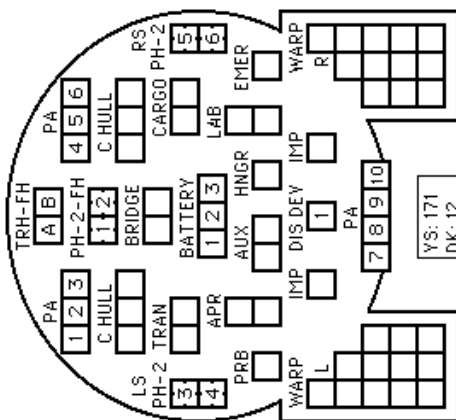 TRH-FH
A B
PA
1 2 3
PH-2-FH
1 2
PA
4 5 6
C HULL
BRIDGE
C HULL
LS
PH-2
3
4
TRAN
BATTERY
1 2 3
CARGO
RS
PH-2
5
6
APR
AUX
HNGR
LAB
PRB
IMP
DIS DEV
1
IMP
EMER
WARP
L
PA
7 8 9 10
WARP
R
YS: 171
DK: 12